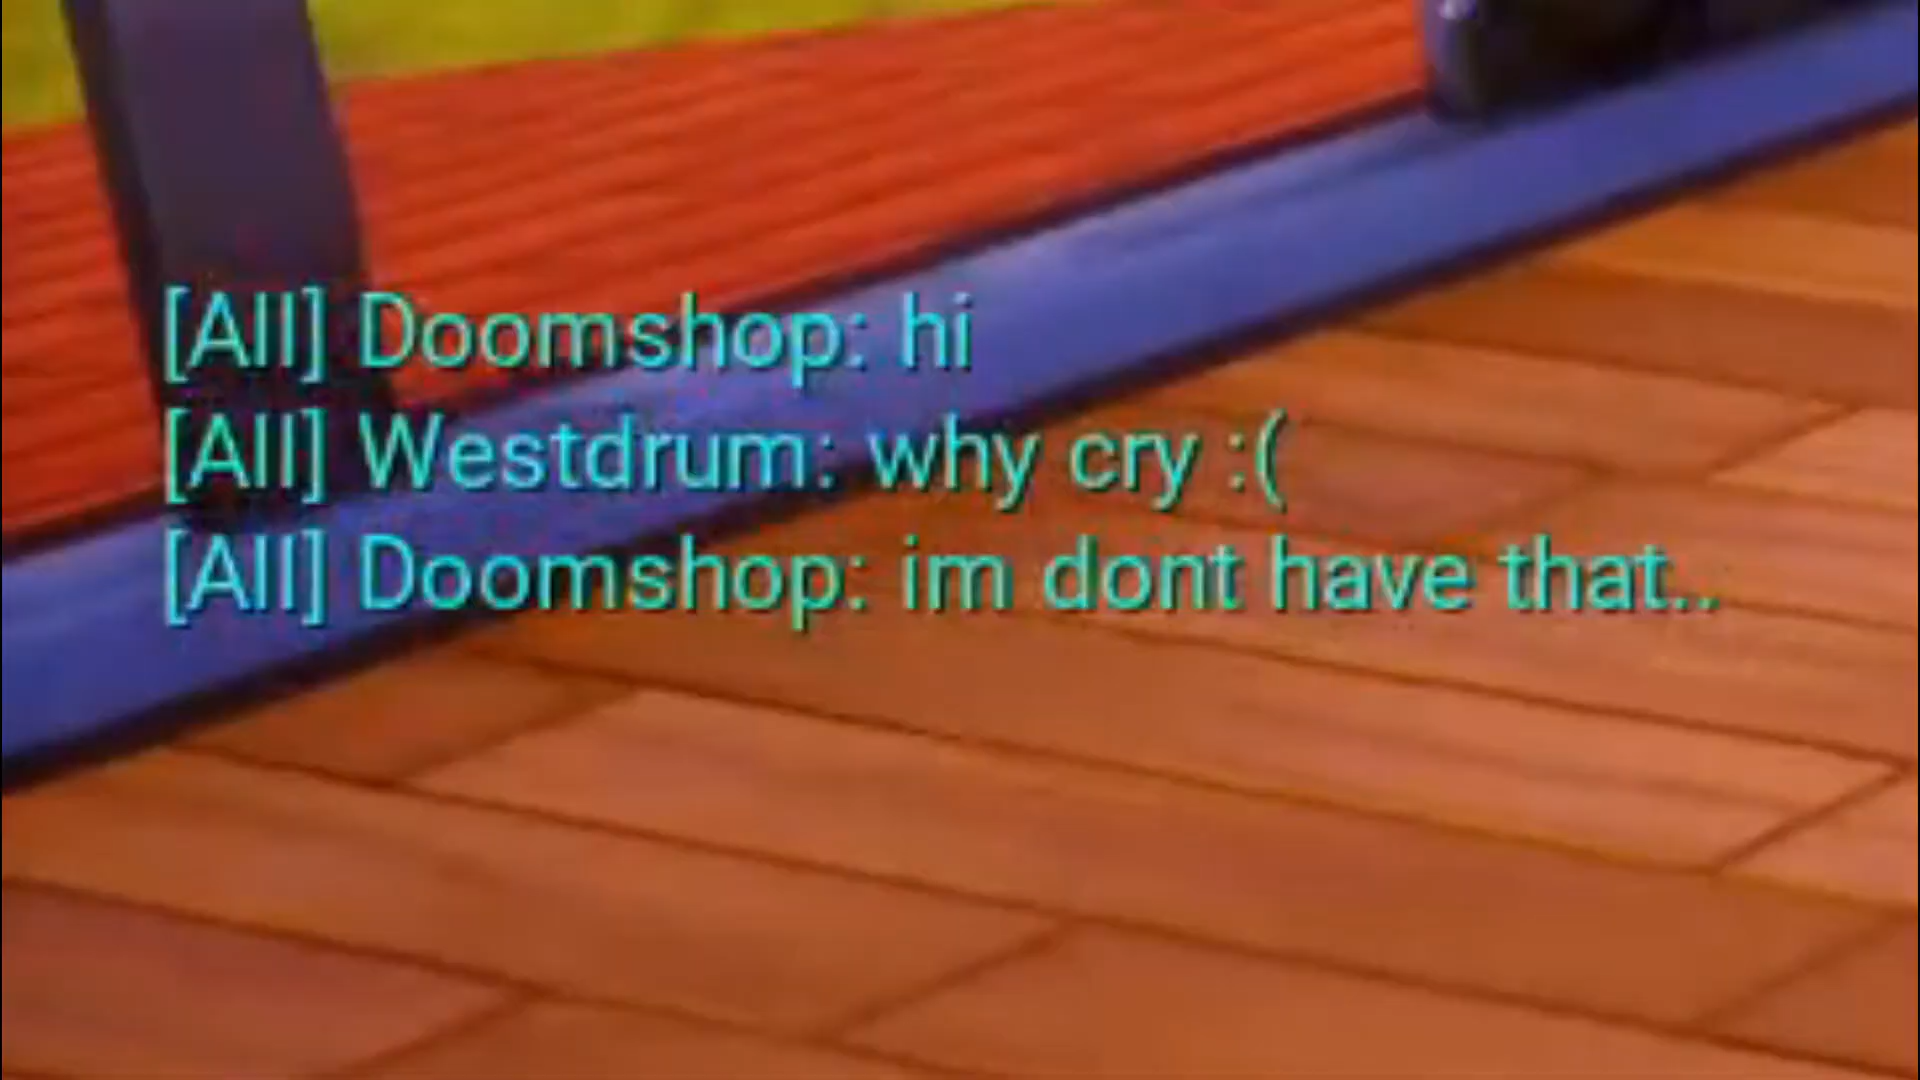 [All] Doomshop: hi
[All] Westdrum: why cry :(
[All] Doomshop: im dont have that..